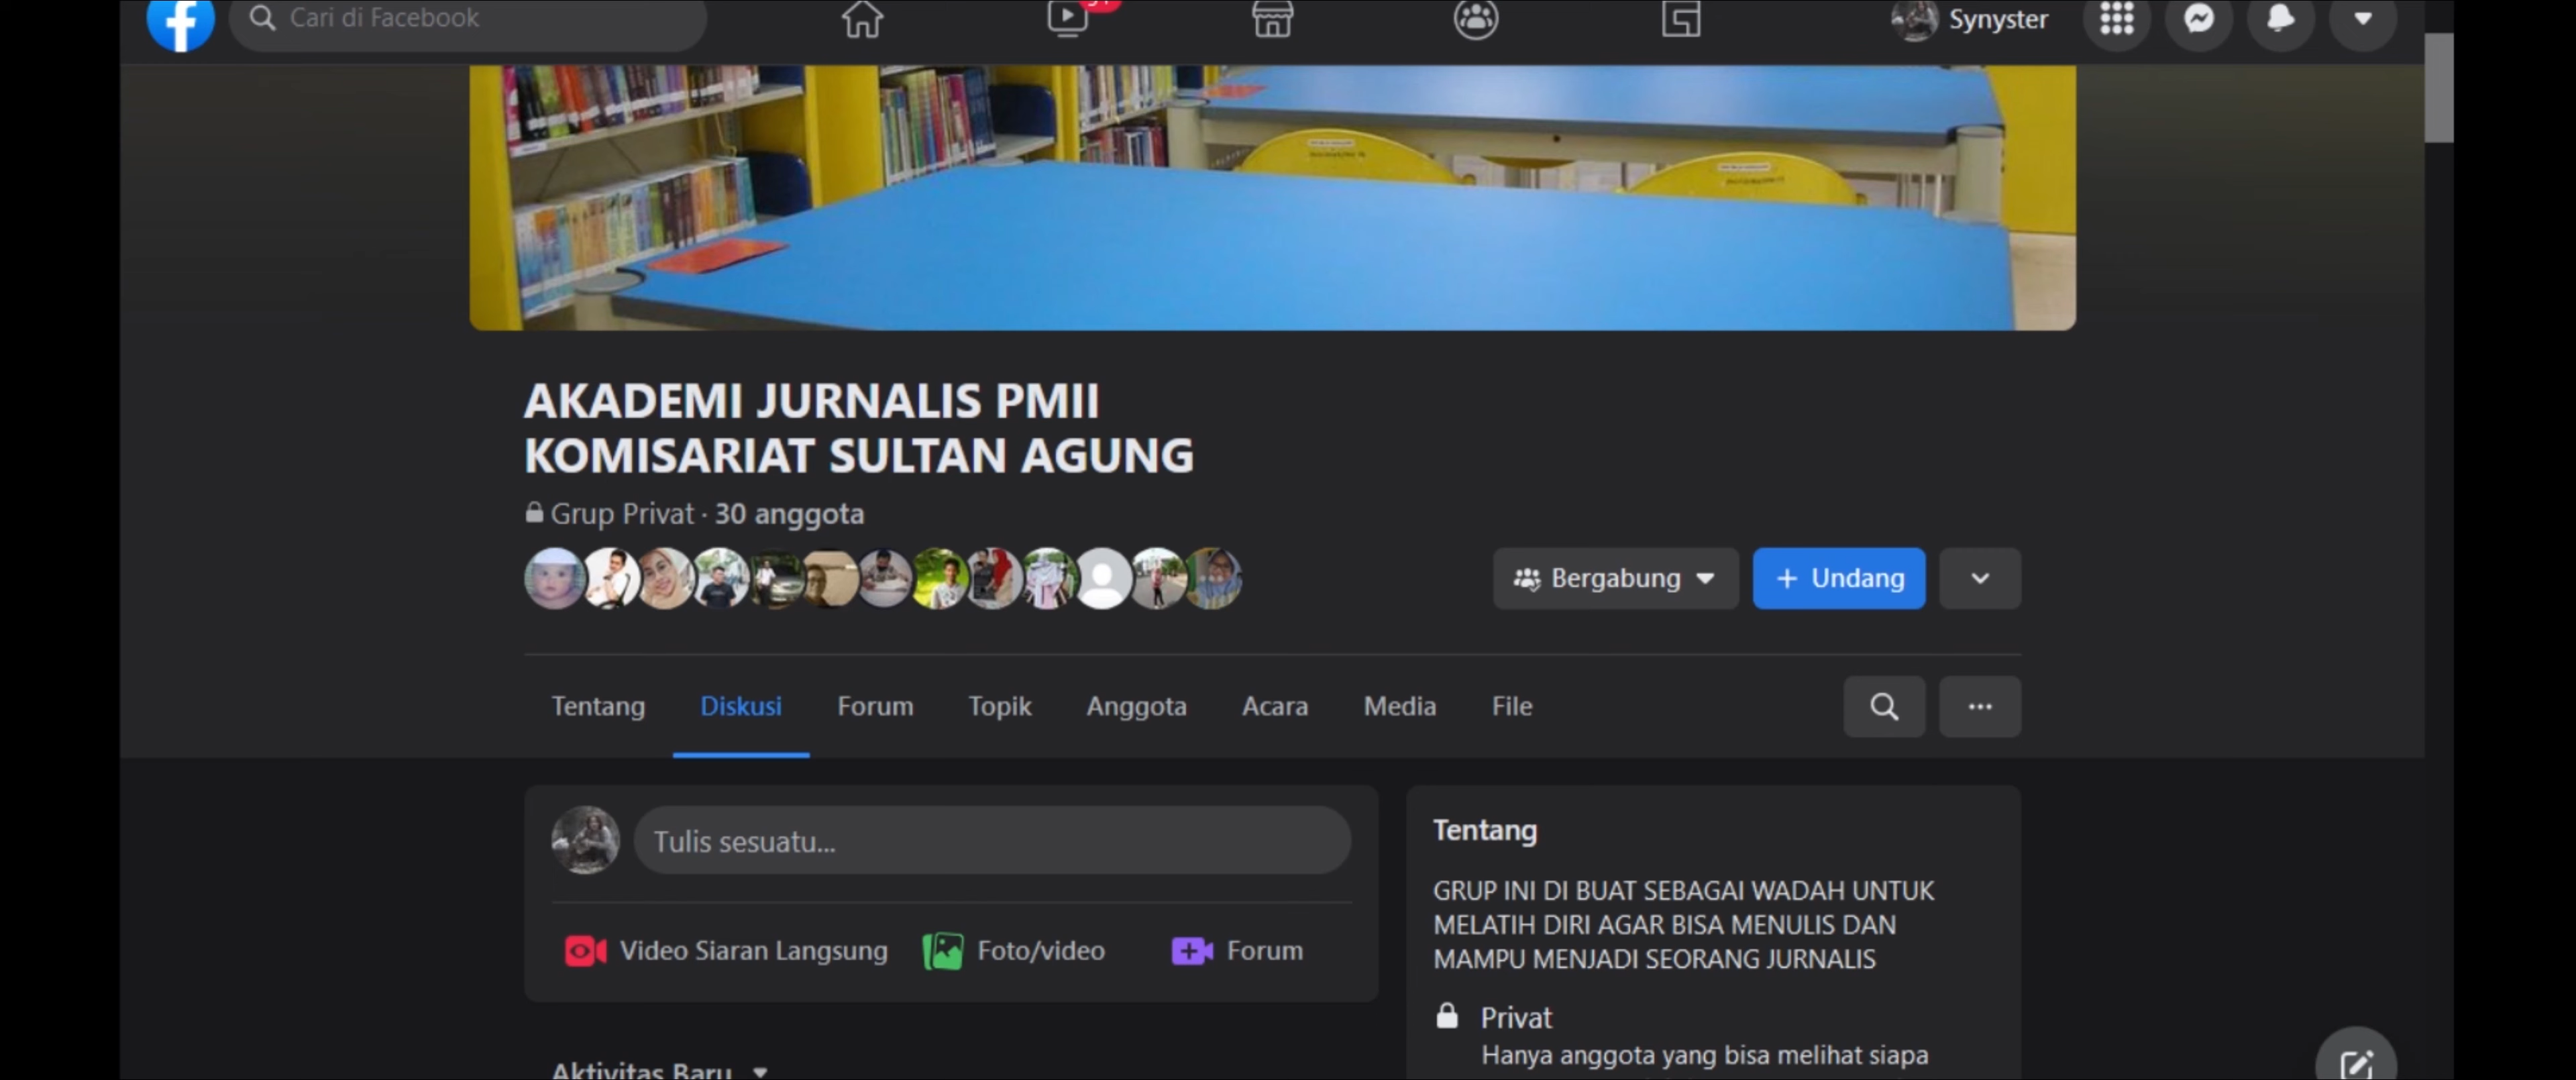 Cari di Facebook
Synyster
AKADEMI JURNALIS PMII
KOMISARIAT SULTAN AGUNG
Grup Privat · 30 anggota
Bergabung
+ Undang
Tentang Diskusi Forum Topik Anggota Acara Media File
Tulis sesuatu...
Video Siaran Langsung Foto/video Forum
Aktivitas Baru
Tentang
GRUP INI DI BUAT SEBAGAI WADAH UNTUK
MELATIH DIRI AGAR BISA MENULIS DAN
MAMPU MENJADI SEORANG JURNALIS
Privat
Hanya anggota yang bisa melihat siapa